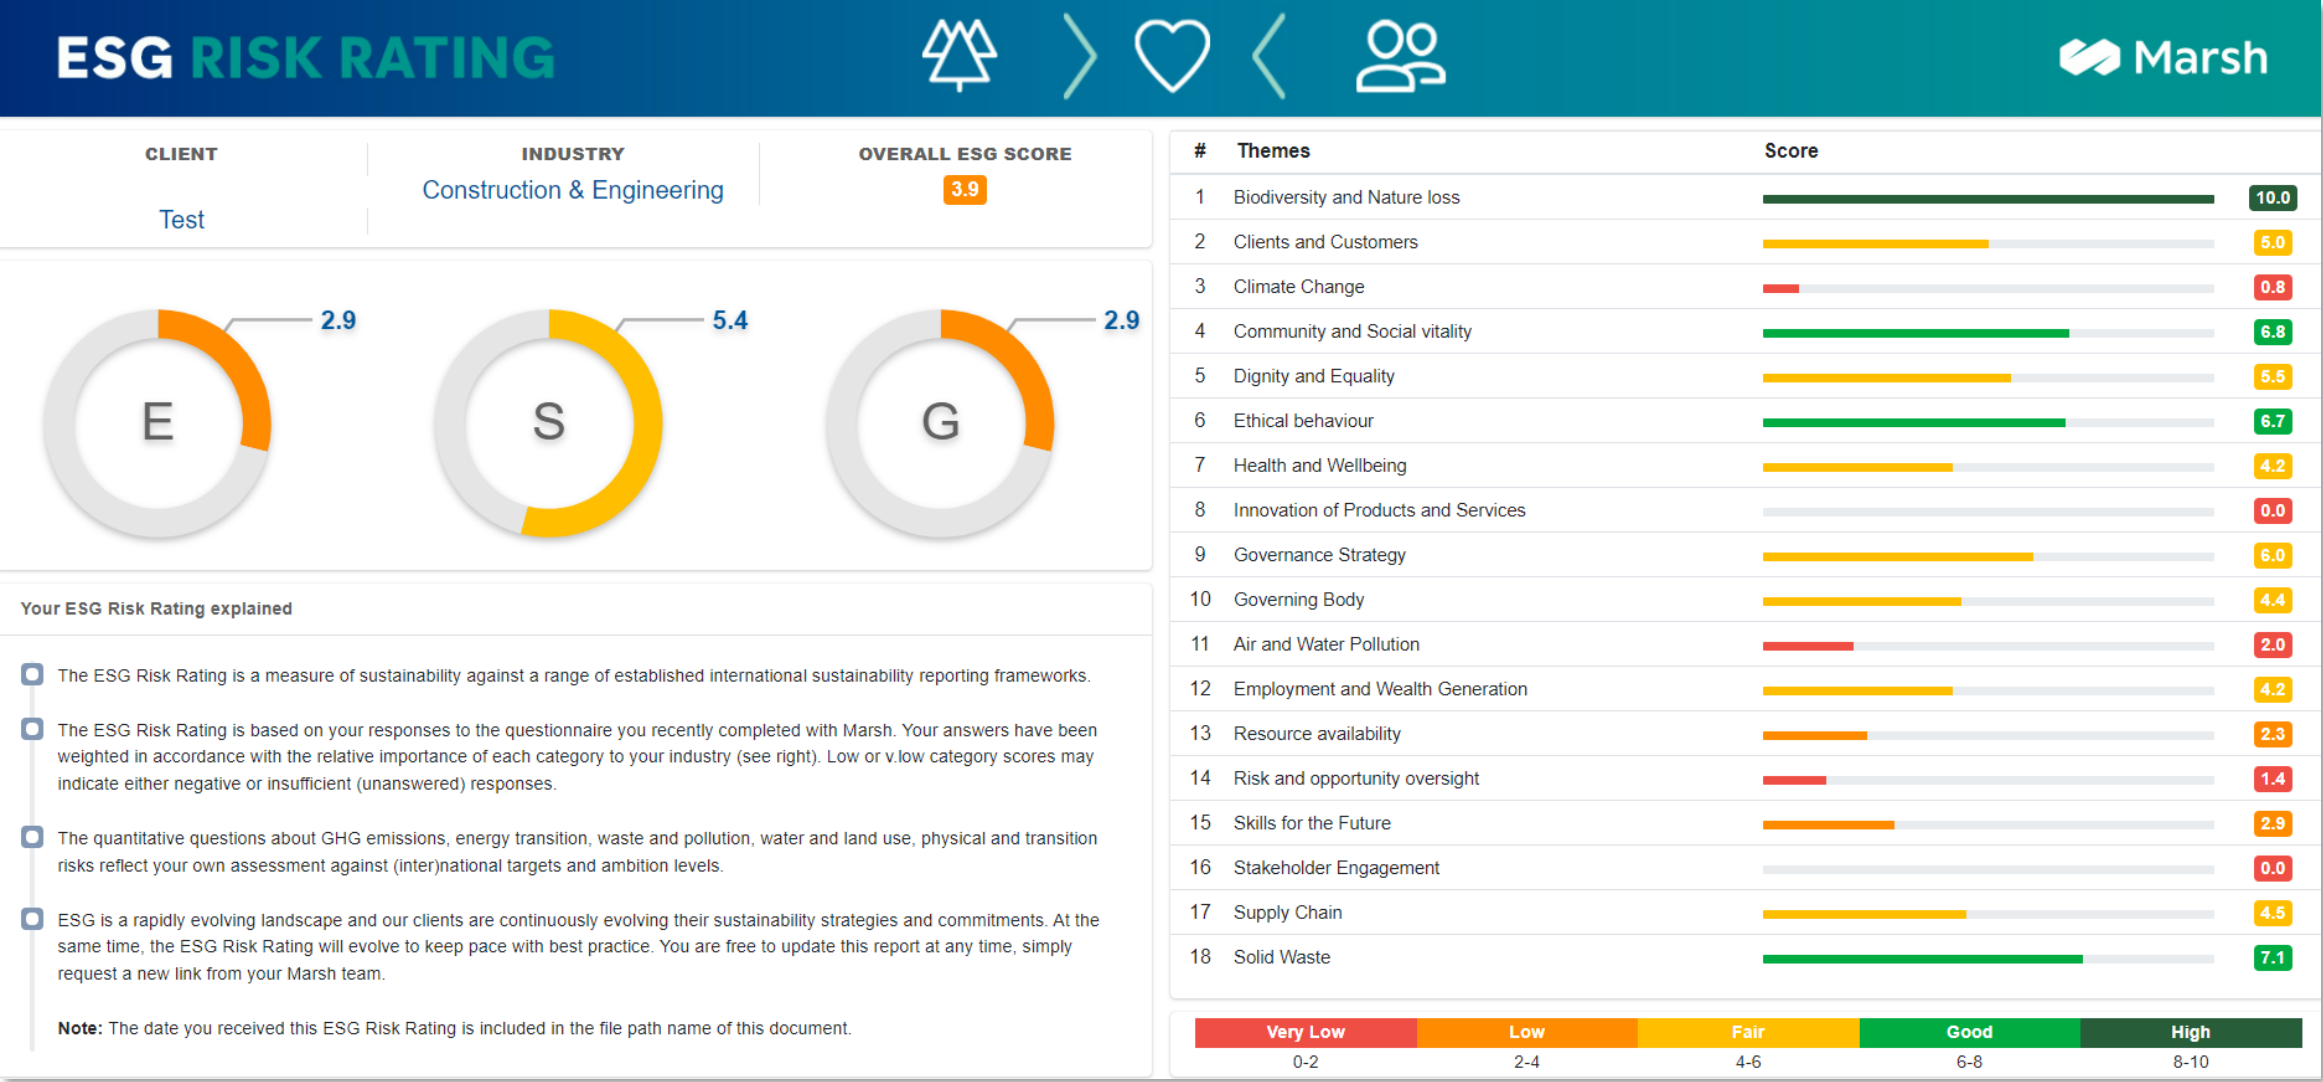 ESG RISK RATING
Marsh
CLIENT
Test
INDUSTRY
Construction & Engineering
OVERALL ESG SCORE
3.9
E
2.9
S
5.4
G
2.9
Your ESG Risk Rating explained
The ESG Risk Rating is a measure of sustainability against a range of established international sustainability reporting frameworks.
The ESG Risk Rating is based on your responses to the questionnaire you recently completed with Marsh. Your answers have been
weighted in accordance with the relative importance of each category to your industry (see right). Low or v.low category scores may
indicate either negative or insufficient (unanswered) responses.
The quantitative questions about GHG emissions, energy transition, waste and pollution, water and land use, physical and transition
risks reflect your own assessment against (inter)national targets and ambition levels.
ESG is a rapidly evolving landscape and our clients are continuously evolving their sustainability strategies and commitments. At the
same time, the ESG Risk Rating will evolve to keep pace with best practice. You are free to update this report at any time, simply
request a new link from your Marsh team.
Note: The date you received this ESG Risk Rating is included in the file path name of this document.
# Themes Score
1 Biodiversity and Nature loss 10.0
2 Clients and Customers 5.0
3 Climate Change 0.8
4 Community and Social vitality 6.8
5 Dignity and Equality 5.5
6 Ethical behaviour 6.7
7 Health and Wellbeing 4.2
8 Innovation of Products and Services 0.0
9 Governance Strategy 6.0
10 Governing Body 4.4
11 Air and Water Pollution 2.0
12 Employment and Wealth Generation 4.2
13 Resource availability 2.3
14 Risk and opportunity oversight 1.4
15 Skills for the Future 2.9
16 Stakeholder Engagement 0.0
17 Supply Chain 4.5
18 Solid Waste 7.1
Very Low Low Fair Good High
0-2 2-4 4-6 6-8 8-10